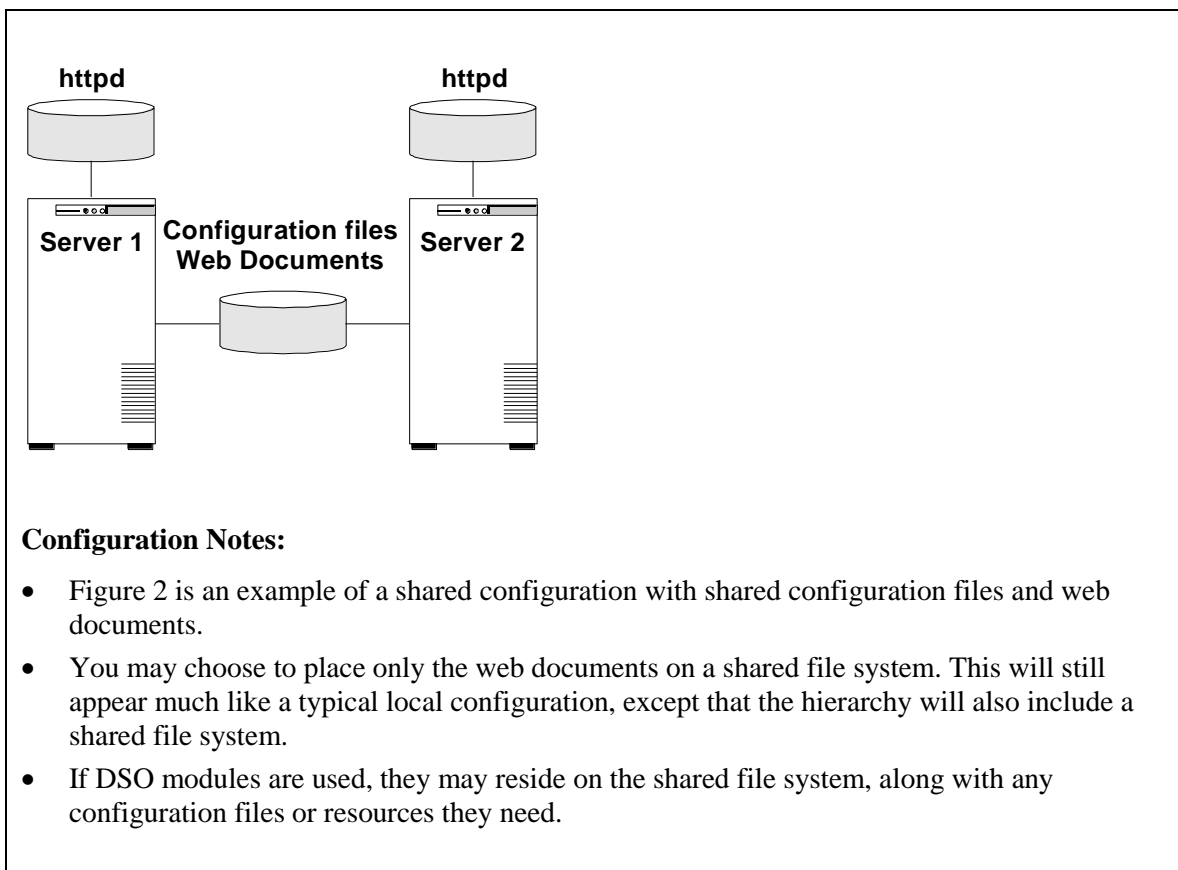 httpd
httpd
Server 1
Configuration files
Web Documents
Server 2
Configuration Notes:
• Figure 2 is an example of a shared configuration with shared configuration files and web
documents.
• You may choose to place only the web documents on a shared file system. This will still
appear much like a typical local configuration, except that the hierarchy will also include a
shared file system.
• If DSO modules are used, they may reside on the shared file system, along with any
configuration files or resources they need.